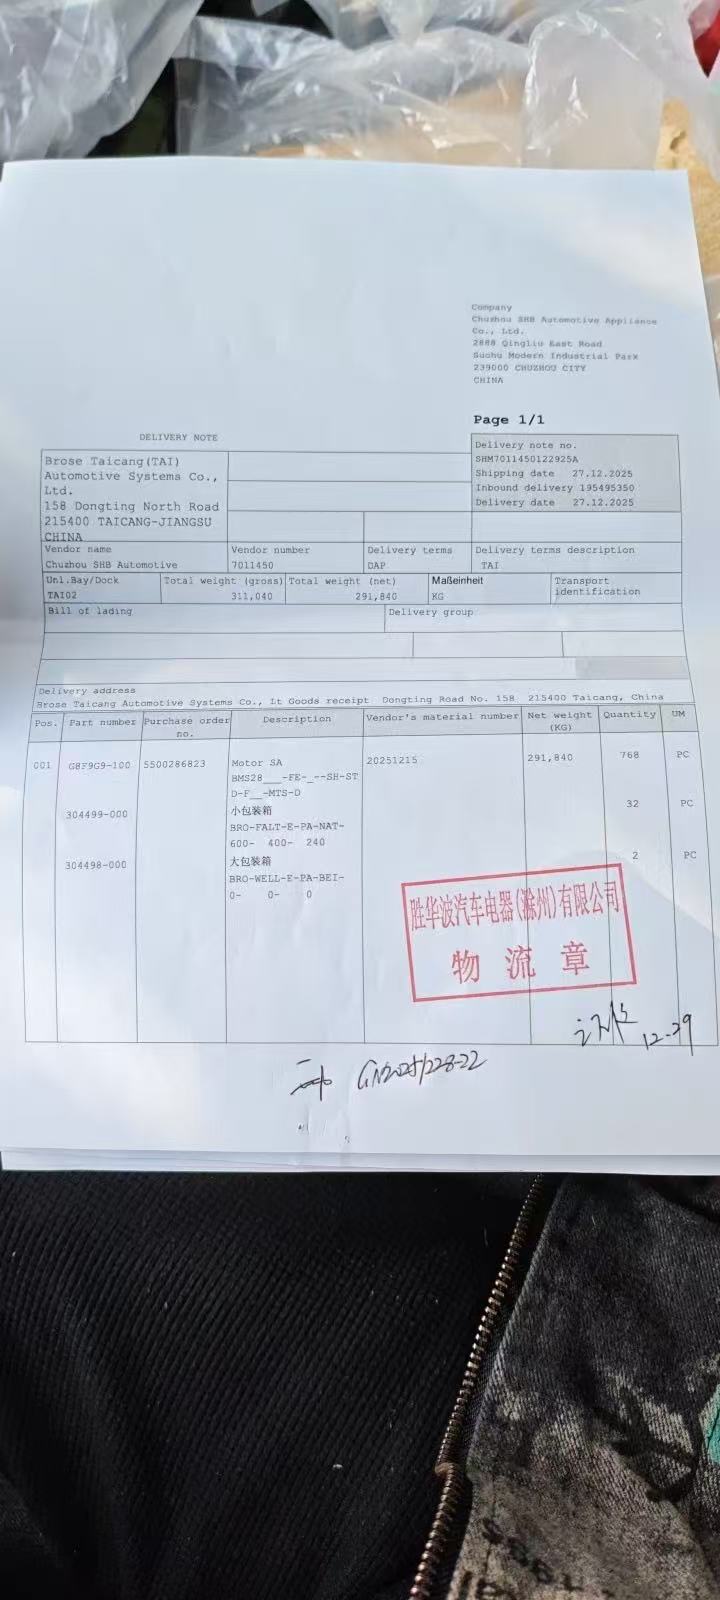 Company
Chuzhou SHB Automotive Appliance
Co., Ltd.
2888 Qingliu East Road
Suchu Modern Industrial Park
239000 CHUZHOU CITY
CHINA
Page 1/1
DELIVERY NOTE
Delivery note no.
SHM7011450122925A
Shipping date 27.12.2025
Inbound delivery 195495350
Delivery date 27.12.2025
Brose Taicang(TAI)
Automotive Systems Co.,
Ltd.
158 Dongting North Road
215400 TAICANG-JIANGSU
CHINA
Vendor name Vendor number Delivery terms Delivery terms description
Chuzhou SHB Automotive 7011450 DAP TAI
Unl.Bay/Dock Total weight (gross) Total weight (net) Maßeinheit Transport identification
TAI02 311,040 291,840 KG
Bill of lading Delivery group
Delivery address
Brose Taicang Automotive Systems Co., Lt Goods receipt Dongting Road No. 158 215400 Taicang, China
Pos. Part number Purchase order no. Description Vendor's material number Net weight (KG) Quantity UM
001 G8F9G9-100 5500286823 Motor SA 20251215 291,840 768 PC
BMS28___-FE-_--SH-ST
D-F__-MTS-D
304499-000 小包装箱 32 PC
BRO-FALT-E-PA-NAT-
600- 400- 240
304498-000 大包装箱 2 PC
BRO-WELL-E-PA-BEI-
0- 0- 0
胜华波汽车电器(滁州)有限公司
物流章
12-29